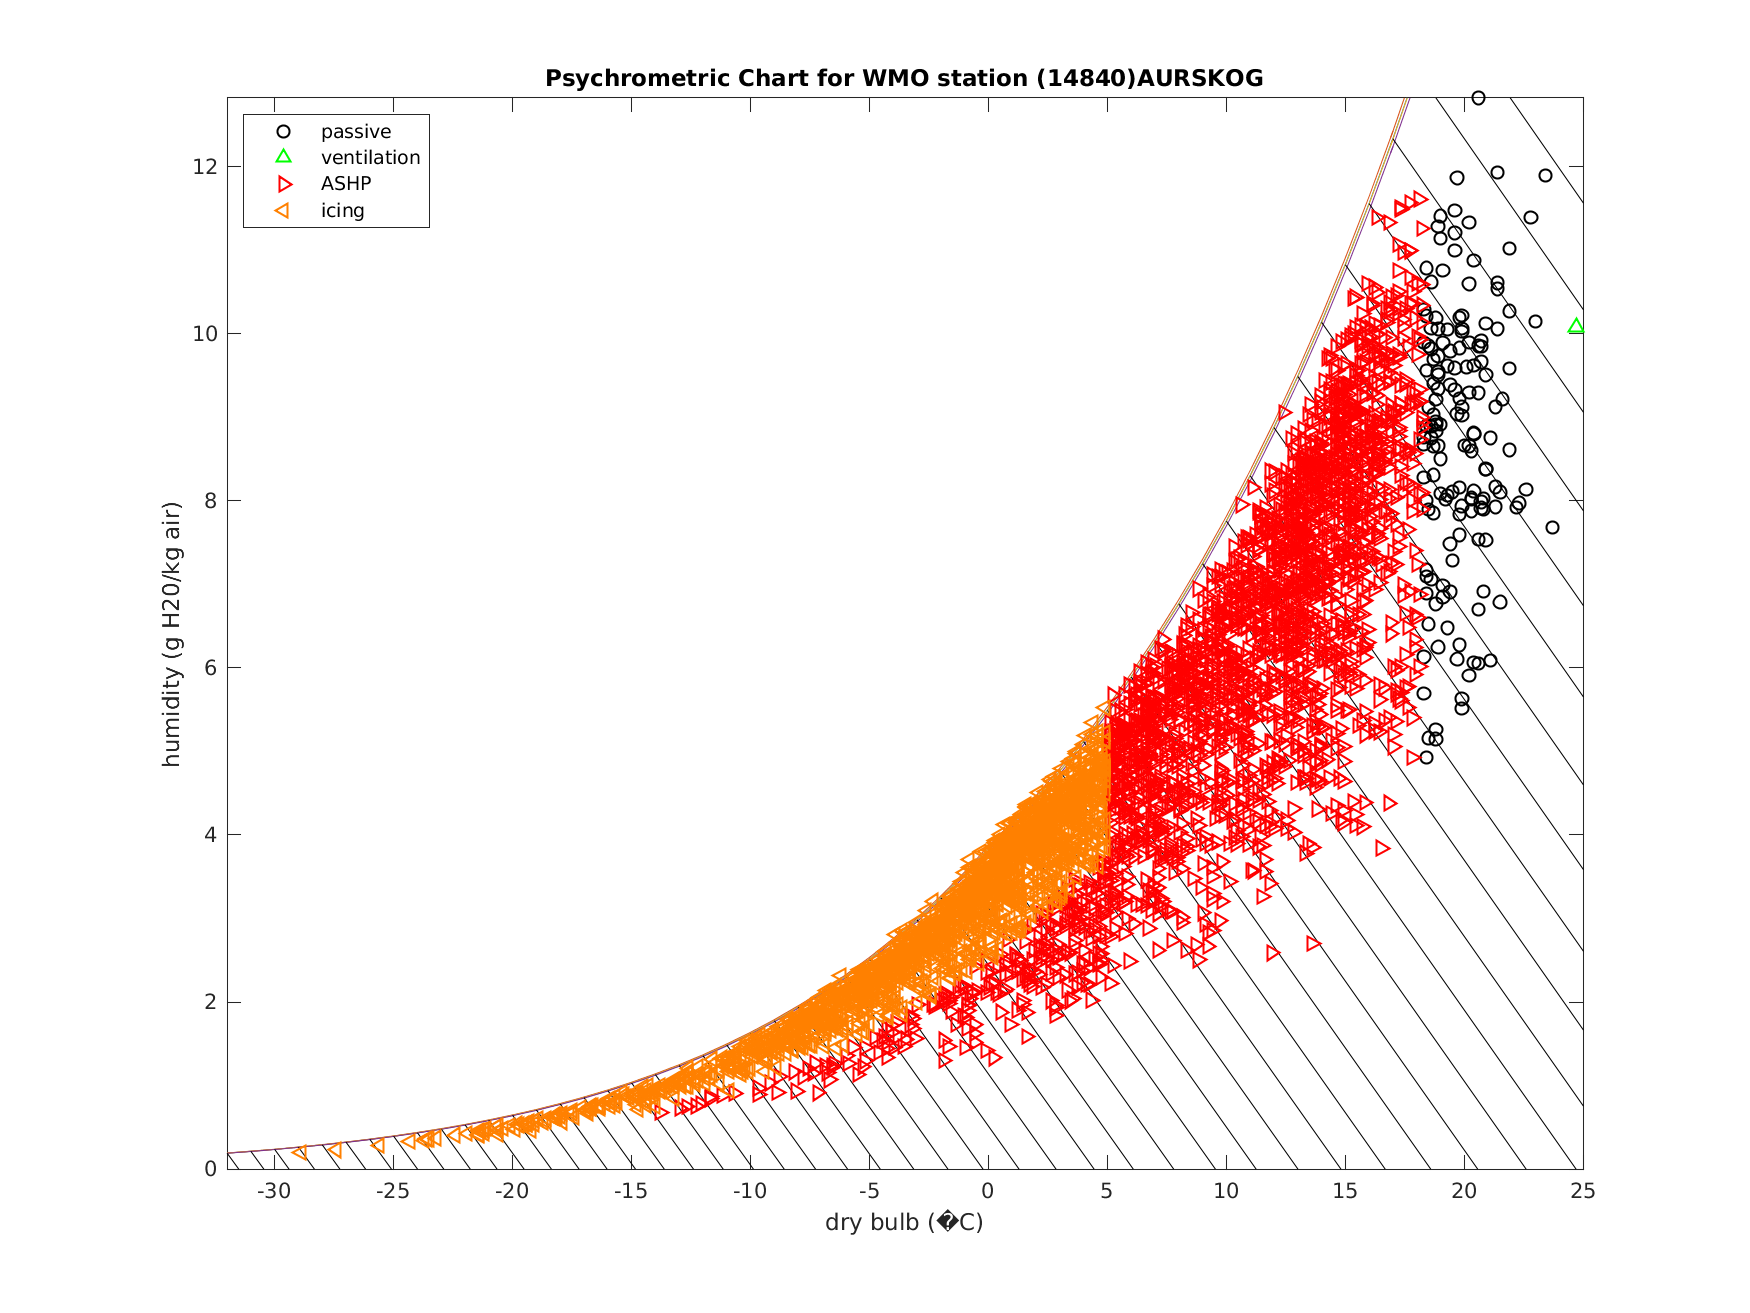 Psychrometric Chart for WMO station (14840)AURSKOG
passive
ventilation
ASHP
icing
12
10
8
6
4
2
0
humidity (g H20/kg air)
-30 -25 -20 -15 -10 -5 0 5 10 15 20 25
dry bulb (�C)